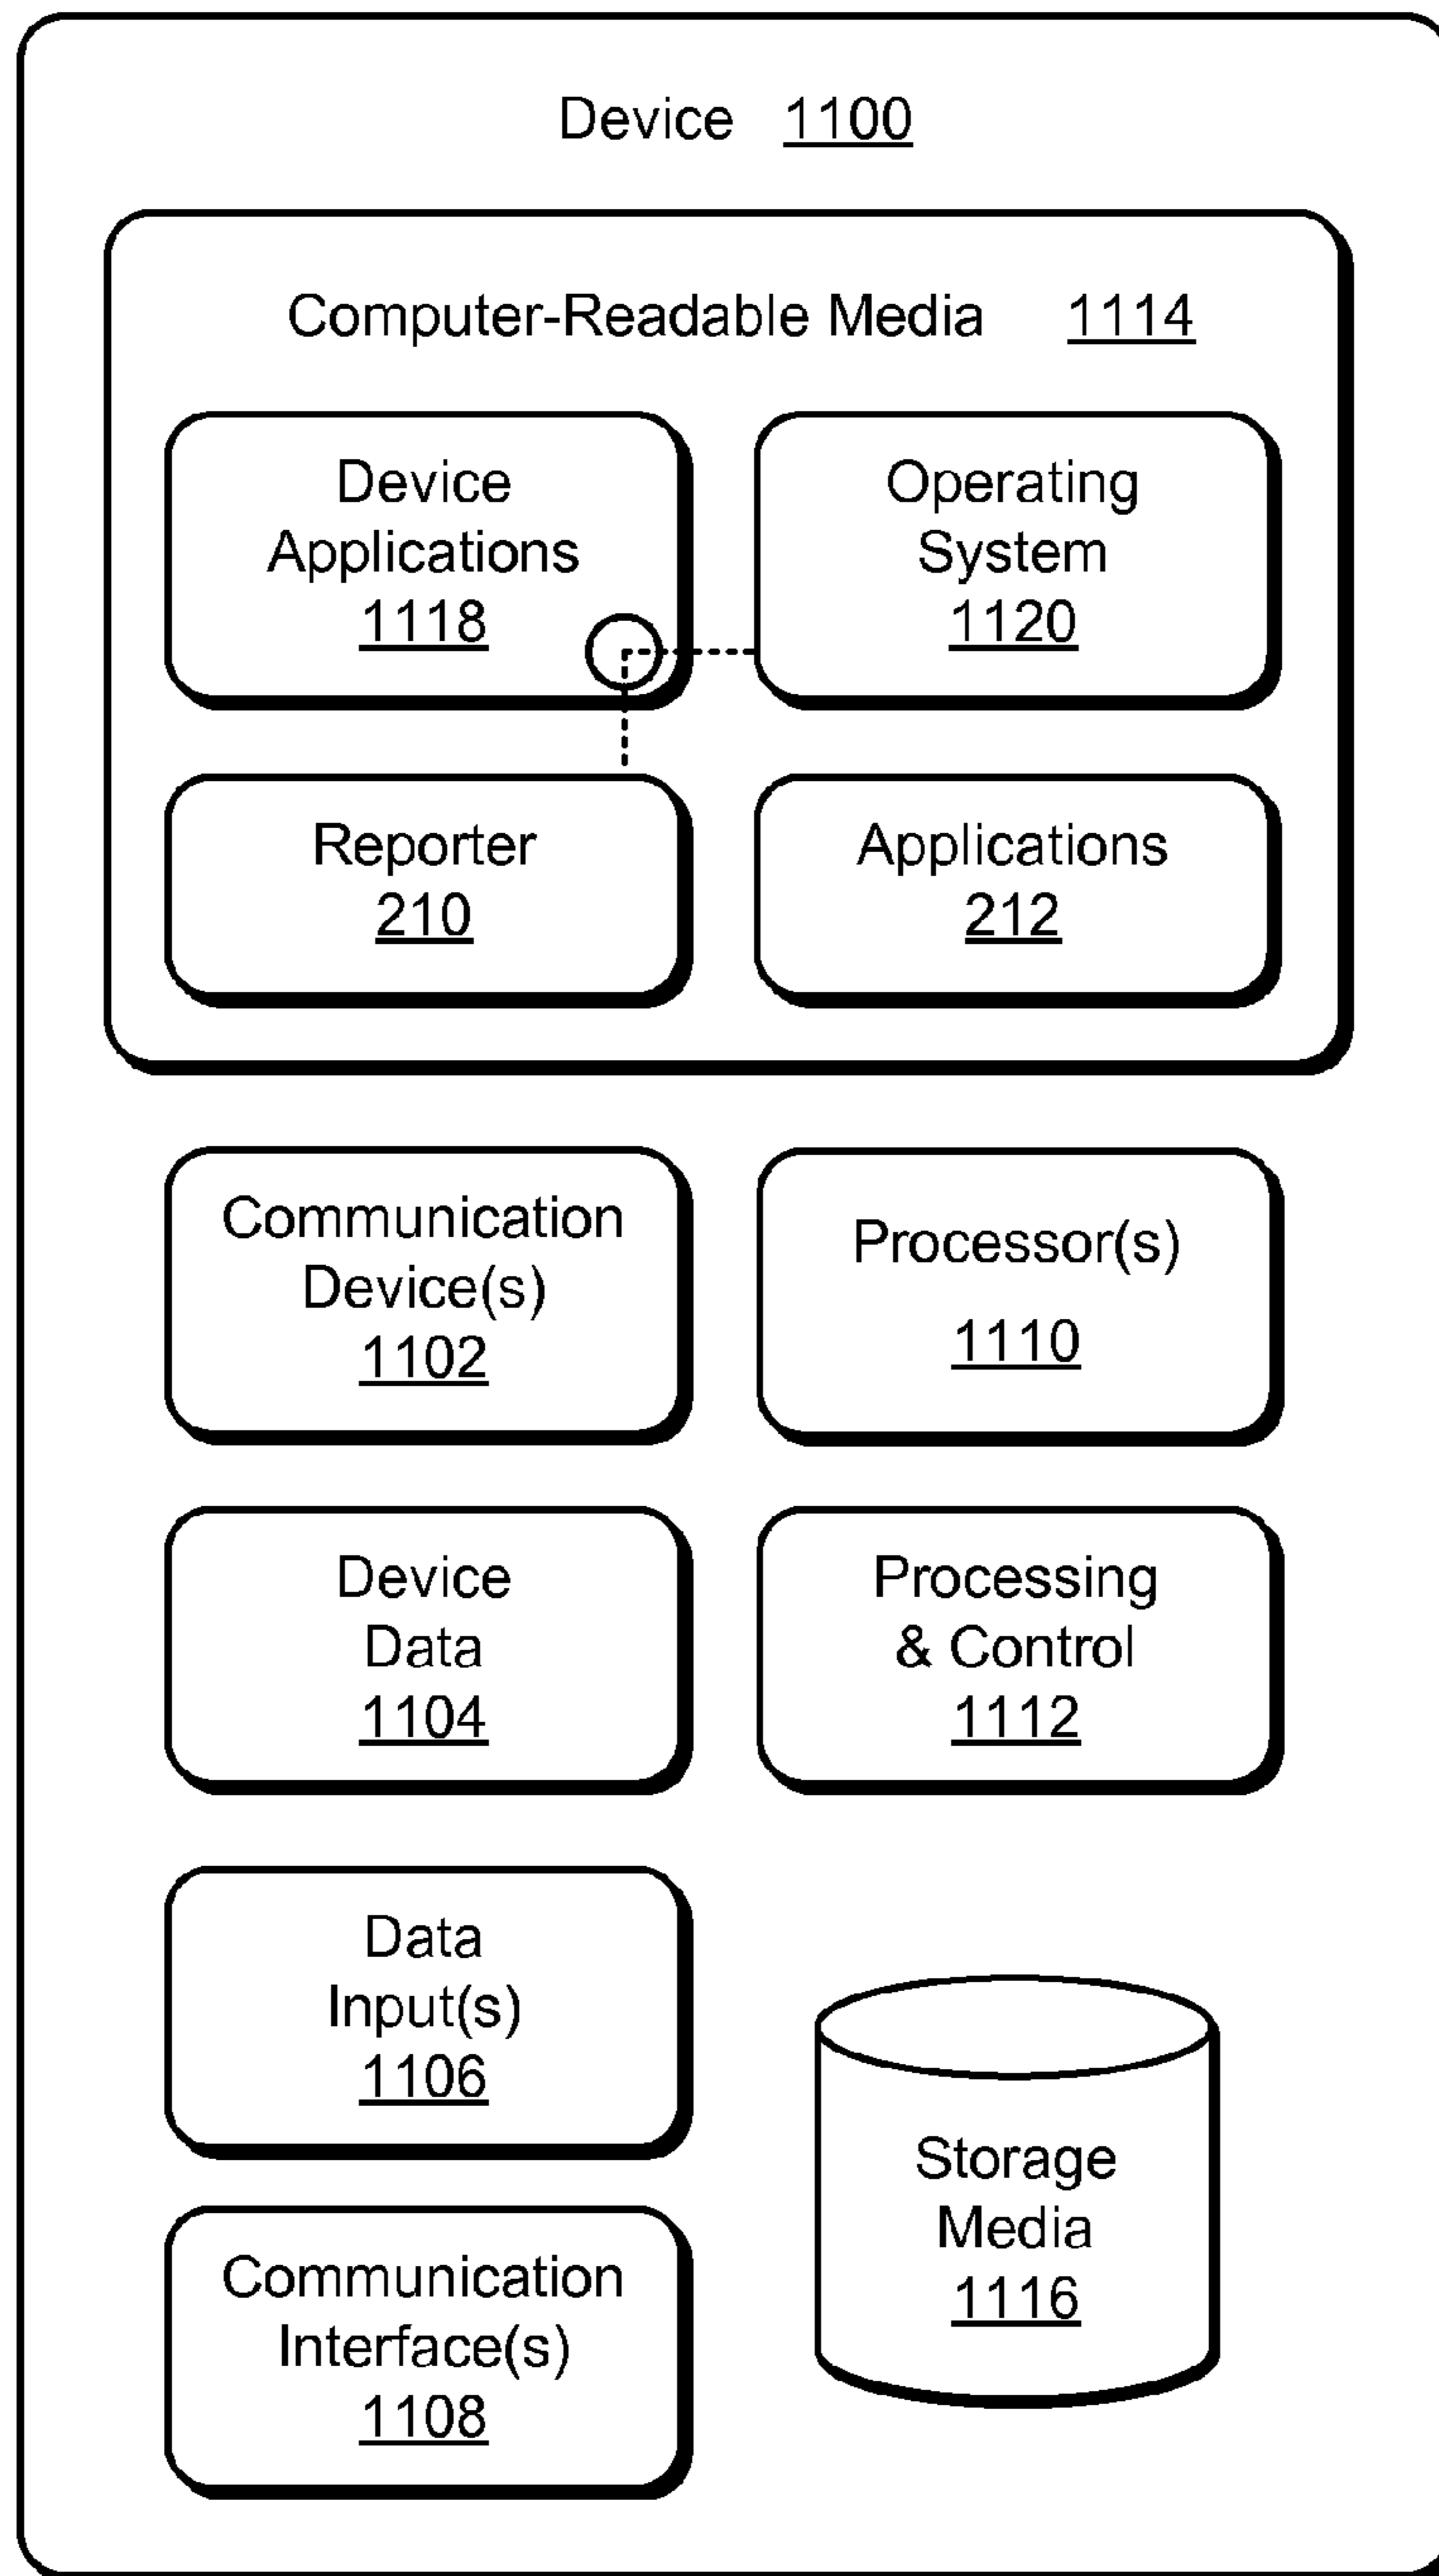 Device 1100
Computer-Readable Media 1114
Device
Applications
1118
Operating
System
1120
Reporter
210
Applications
212
Communication
Device(s)
1102
Processor(s)
1110
Device
Data
1104
Processing
& Control
1112
Data
Input(s)
1106
Storage
Media
1116
Communication
Interface(s)
1108